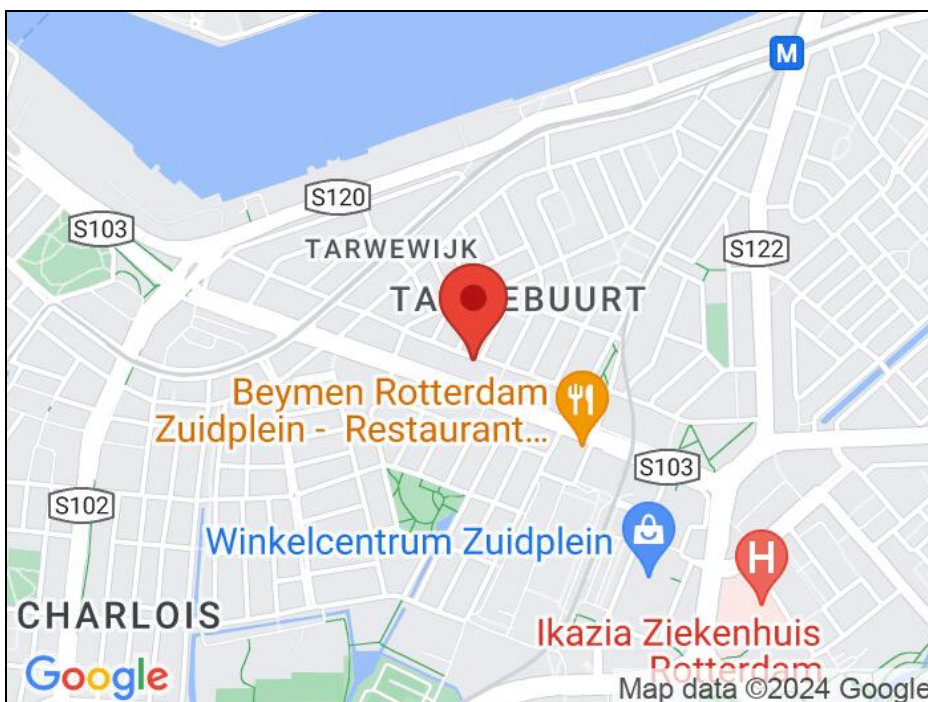 M
S120
S103
TARWEWIJK
S122
TA EBUURT
Beymen Rotterdam
Zuidplein - Restaurant...
S103
S102
Winkelcentrum Zuidplein
H
CHARLOIS
Ikazia Ziekenhuis
Rotterdam
Google
Map data ©2024 Google